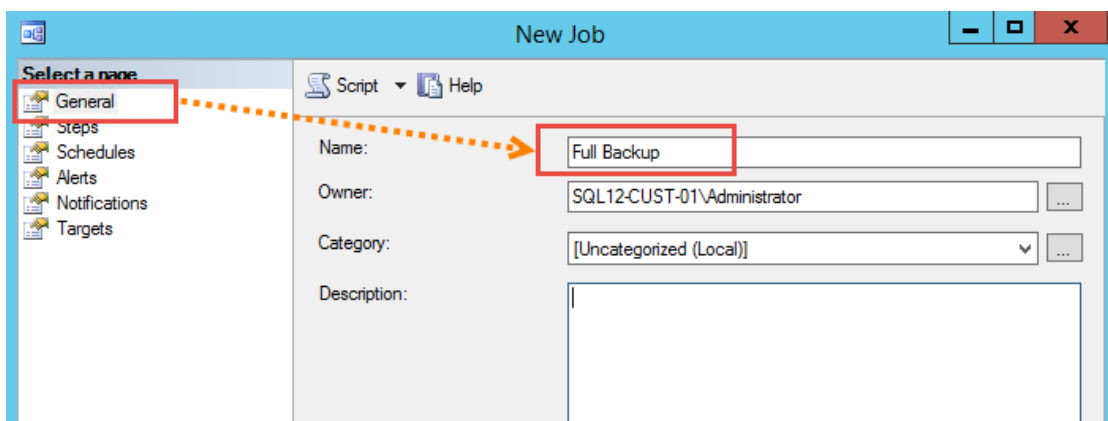 New Job
Select a page
General
Steps
Schedules
Alerts
Notifications
Targets
Script Help
Name: Full Backup
Owner: SQL12-CUST-01\Administrator ...
Category: [Uncategorized (Local)] ...
Description: